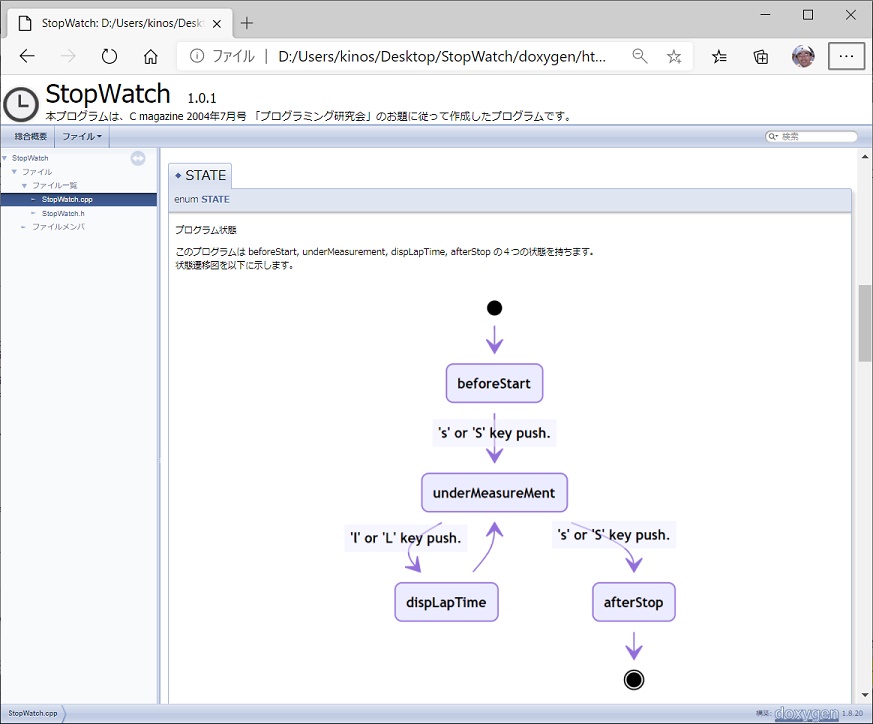 StopWatch: D:/Users/kinos/Desk
ファイル D:/Users/kinos/Desktop/StopWatch/doxygen/ht...
StopWatch 1.0.1
本プログラムは、C magazine 2004年7月号 「プログラミング研究会」のお題に従って作成したプログラムです。
総合概要 ファイル 検索
StopWatch
ファイル
ファイル一覧
StopWatch.cpp
StopWatch.h
ファイルメンバ
STATE
enum STATE
プログラム状態
このプログラムは beforeStart, underMeasurement, dispLapTime, afterStop の４つの状態を持ちます。
状態遷移図を以下に示します。
beforeStart
's' or 'S' key push.
underMeasureMent
'l' or 'L' key push.
's' or 'S' key push.
dispLapTime
afterStop
StopWatch.cpp 構築: doxygen 1.8.20